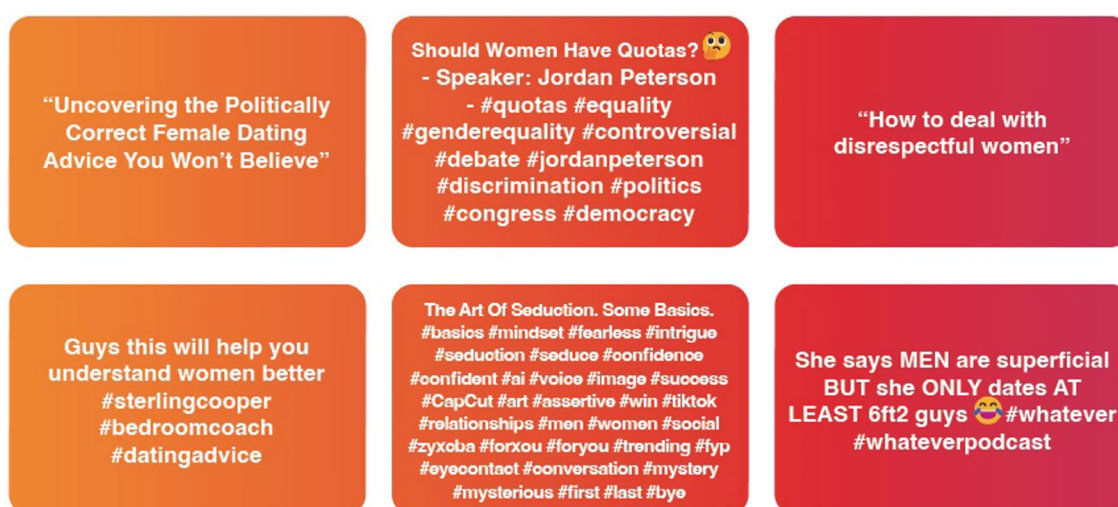 “Uncovering the Politically
Correct Female Dating
Advice You Won’t Believe”
Should Women Have Quotas? 🤔
- Speaker: Jordan Peterson
- #quotas #equality
#genderequality #controversial
#debate #jordanpeterson
#discrimination #politics
#congress #democracy
“How to deal with
disrespectful women”
Guys this will help you
understand women better
#sterlingcooper
#bedroomcoach
#datingadvice
The Art Of Seduction. Some Basics.
#basics #mindset #fearless #intrigue
#seduction #seduce #confidence
#confident #ai #voice #image #success
#CapCut #art #assertive #win #tiktok
#relationships #men #women #social
#zyxcba #forxou #foryou #trending #fyp
#eyecontact #conversation #mystery
#mysterious #first #last #bye
She says MEN are superficial
BUT she ONLY dates AT
LEAST 6ft2 guys 😂 #whatever
#whateverpodcast